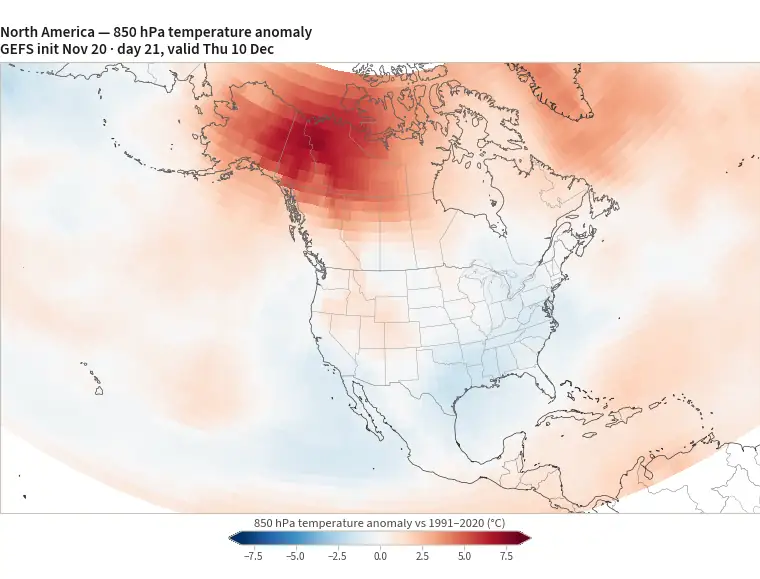 North America — 850 hPa temperature anomaly
GEFS init Nov 20 · day 21, valid Thu 10 Dec
850 hPa temperature anomaly vs 1991–2020 (°C)
−7.5 −5.0 −2.5 0.0 2.5 5.0 7.5